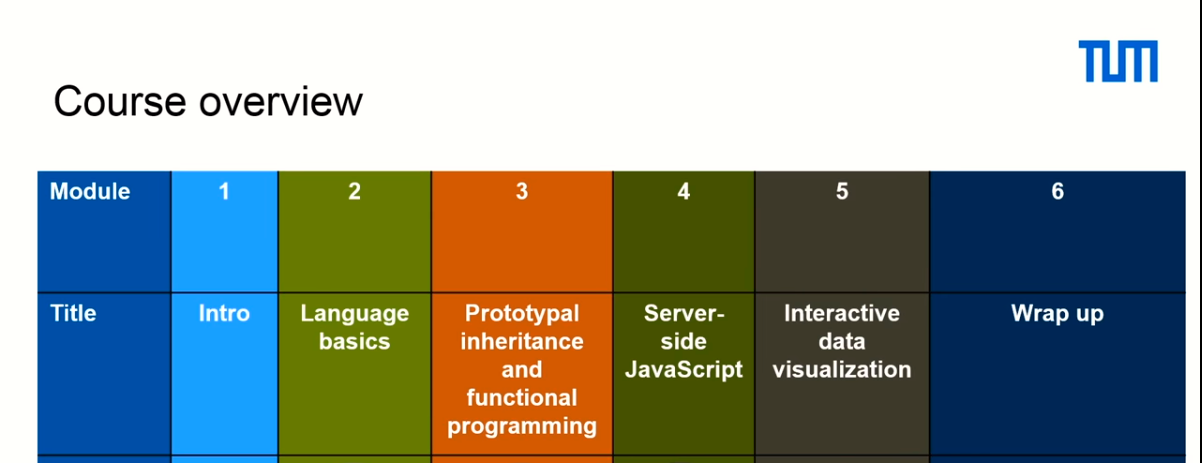 TUM
Course overview
Module 1 2 3 4 5 6
Title Intro Language basics Prototypal inheritance and functional programming Server-side JavaScript Interactive data visualization Wrap up